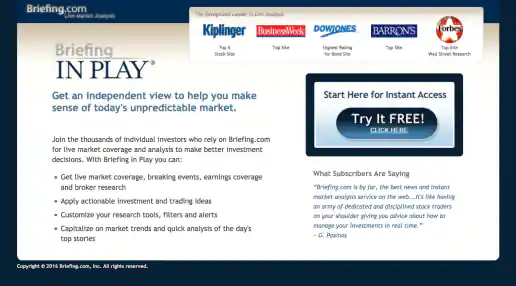 Briefing.com
Live Market Analysis
The Recognized Leader in Live Analysis
Kiplinger
BusinessWeek
DOWJONES
BARRON'S
Forbes
Top 6
Stock Site
Top Site
Highest Rating
for Bond Site
Top Site
Top Site
Wall Street Research
Briefing
IN PLAY®
Get an independent view to help you make
sense of today's unpredictable market.
Join the thousands of individual investors who rely on Briefing.com
for live market coverage and analysis to make better investment
decisions. With Briefing in Play you can:
• Get live market coverage, breaking events, earnings coverage
and broker research
• Apply actionable investment and trading ideas
• Customize your research tools, filters and alerts
• Capitalize on market trends and quick analysis of the day's
top stories
Start Here for Instant Access
Try It FREE!
CLICK HERE
What Subscribers Are Saying
"Briefing.com is by far, the best news and instant
market analysis service on the web...it's like having
an army of dedicated and disciplined stock traders
on your shoulder giving you advice about how to
manage your investments in real time."
~ G. Paxinos
Copyright © 2016 Briefing.com, Inc. All rights reserved.